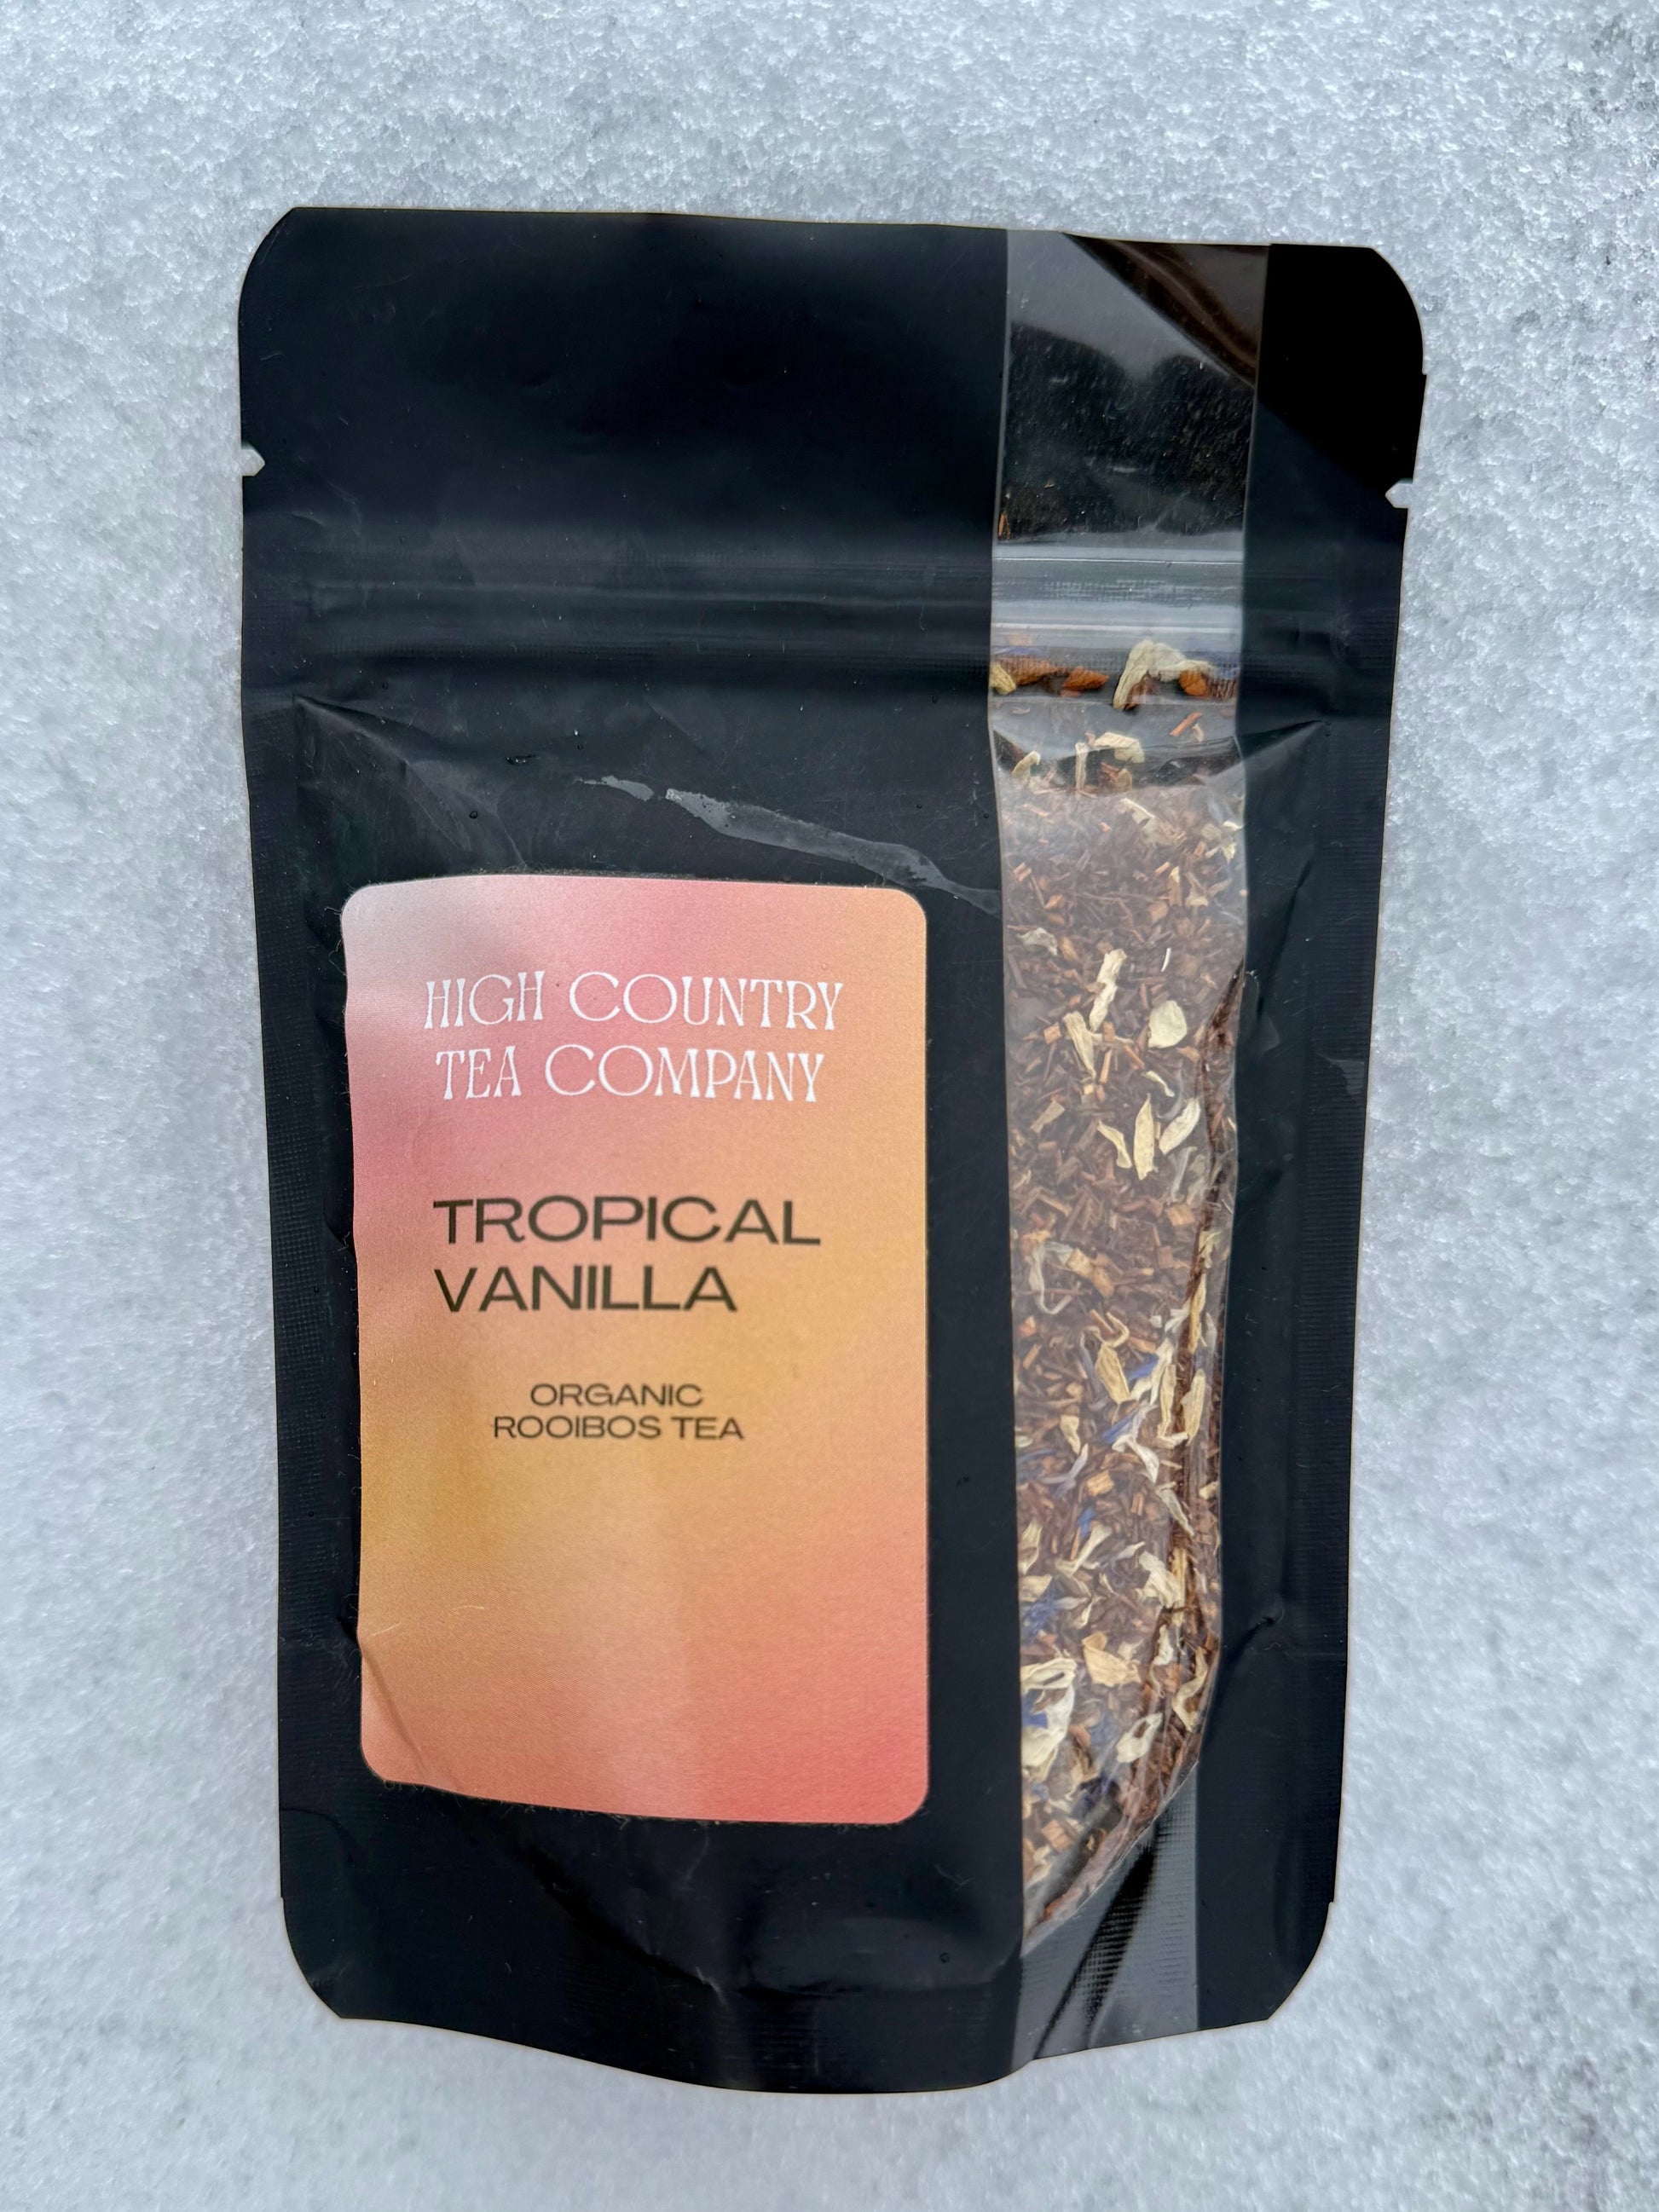 HIGH COUNTRY
TEA COMPANY
TROPICAL
VANILLA
ORGANIC
ROOIBOS TEA